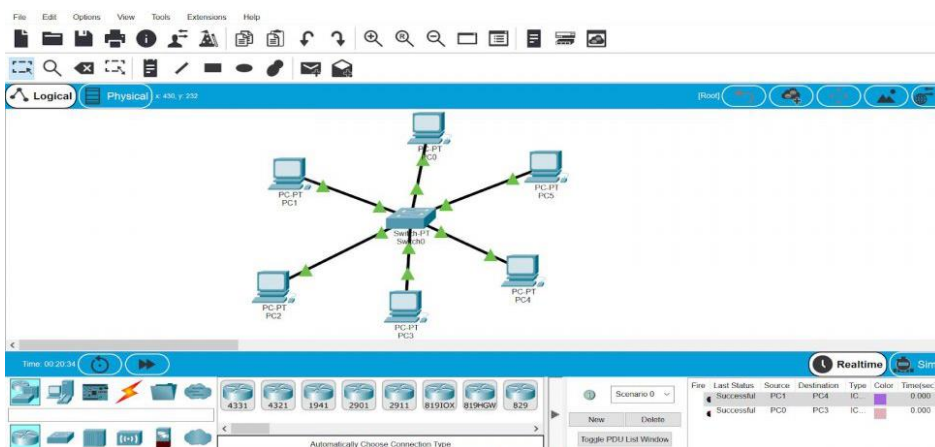 File Edit Options View Tools Extensions Help
Logical Physical x: 430, y: 232 [Root]
PC-PT
PC0
PC-PT
PC1
PC-PT
PC5
Switch-PT
Switch0
PC-PT
PC4
PC-PT
PC2
PC-PT
PC3
Time: 00:20:34 Realtime Sim
4331 4321 1941 2901 2911 819IOX 819HGW 829
Automatically Choose Connection Type
Scenario 0
New Delete
Toggle PDU List Window
Fire Last Status Source Destination Type Color Time(sec
Successful PC1 PC4 IC... 0.000
Successful PC0 PC3 IC... 0.000